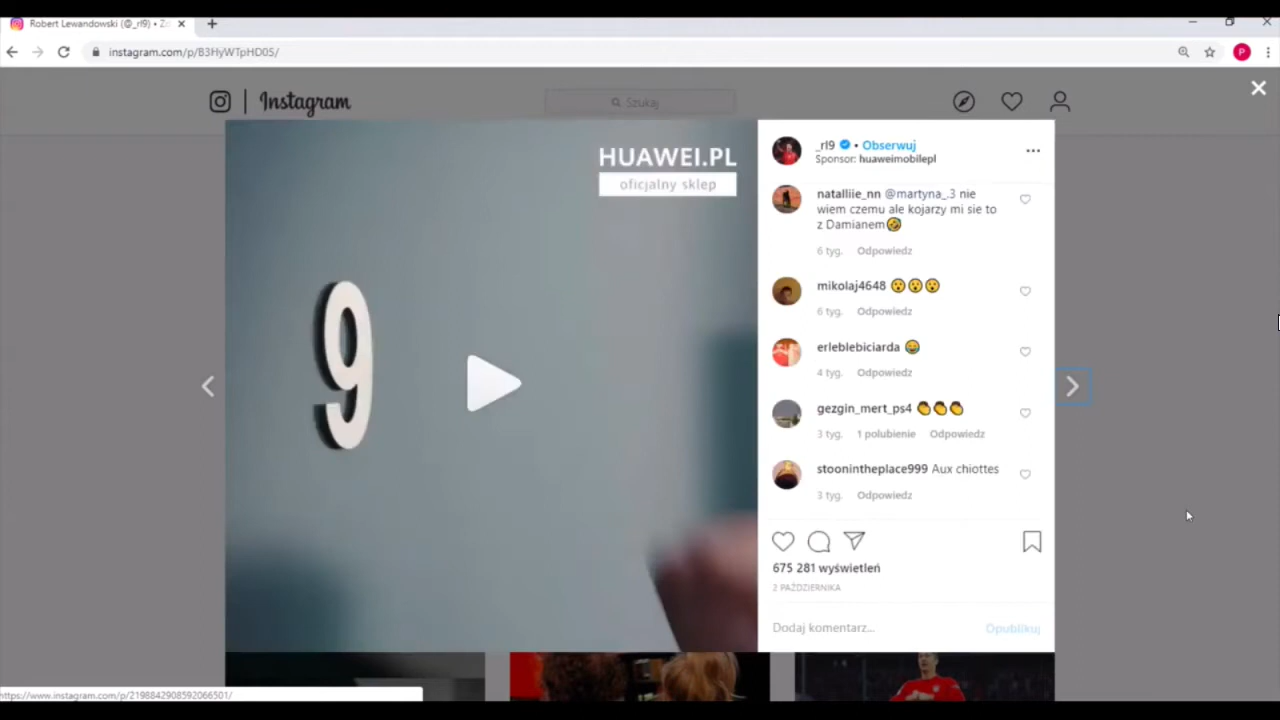 Robert Lewandowski (@_rl9) • Zd
instagram.com/p/B3HyWTpHD05/
P
Instagram
Szukaj
HUAWEI.PL
oficjalny sklep
9
_rl9 • Obserwuj
Sponsor: huaweimobilepl
natalliie_nn @martyna_.3 nie
wiem czemu ale kojarzy mi sie to
z Damianem🤣
6 tyg. Odpowiedz
mikolaj4648 😯😯😯
6 tyg. Odpowiedz
erleblebiciarda 😂
4 tyg. Odpowiedz
gezgin_mert_ps4 👏👏👏
3 tyg. 1 polubienie Odpowiedz
stoonintheplace999 Aux chiottes
3 tyg. Odpowiedz
675 281 wyświetleń
2 PAŹDZIERNIKA
Dodaj komentarz...
Opublikuj
https://www.instagram.com/p/2198842908592066501/